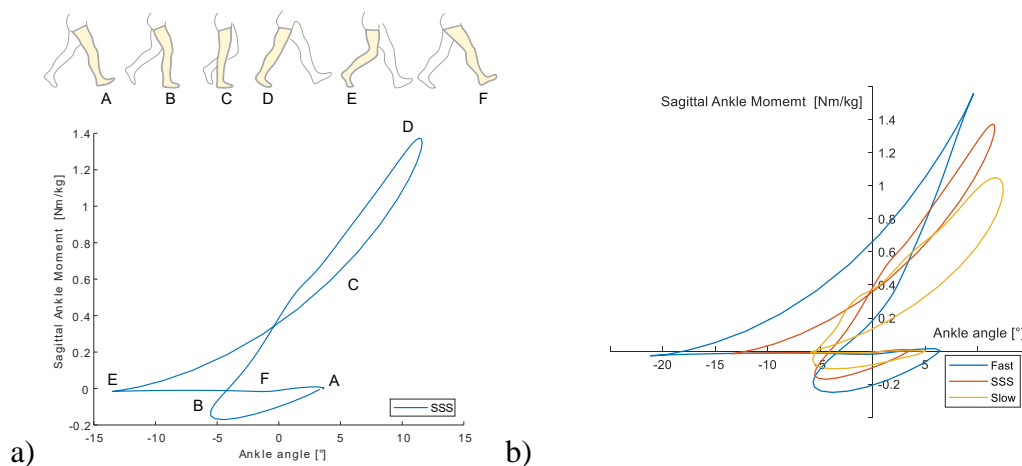 A B C D E F
D
1.4
1.2
1
0.8
0.6
0.4
0.2
0
-0.2
Sagittal Ankle Momemt [Nm/kg]
C
E
F
A
B
SSS
-15 -10 -5 0 5 10 15
Ankle angle [°]
a)
Sagittal Ankle Momemt [Nm/kg]
1.4
1.2
1
0.8
0.6
0.4
0.2
-0.2
Ankle angle [°]
-20 -15 -10 -5 5
Fast
SSS
Slow
b)